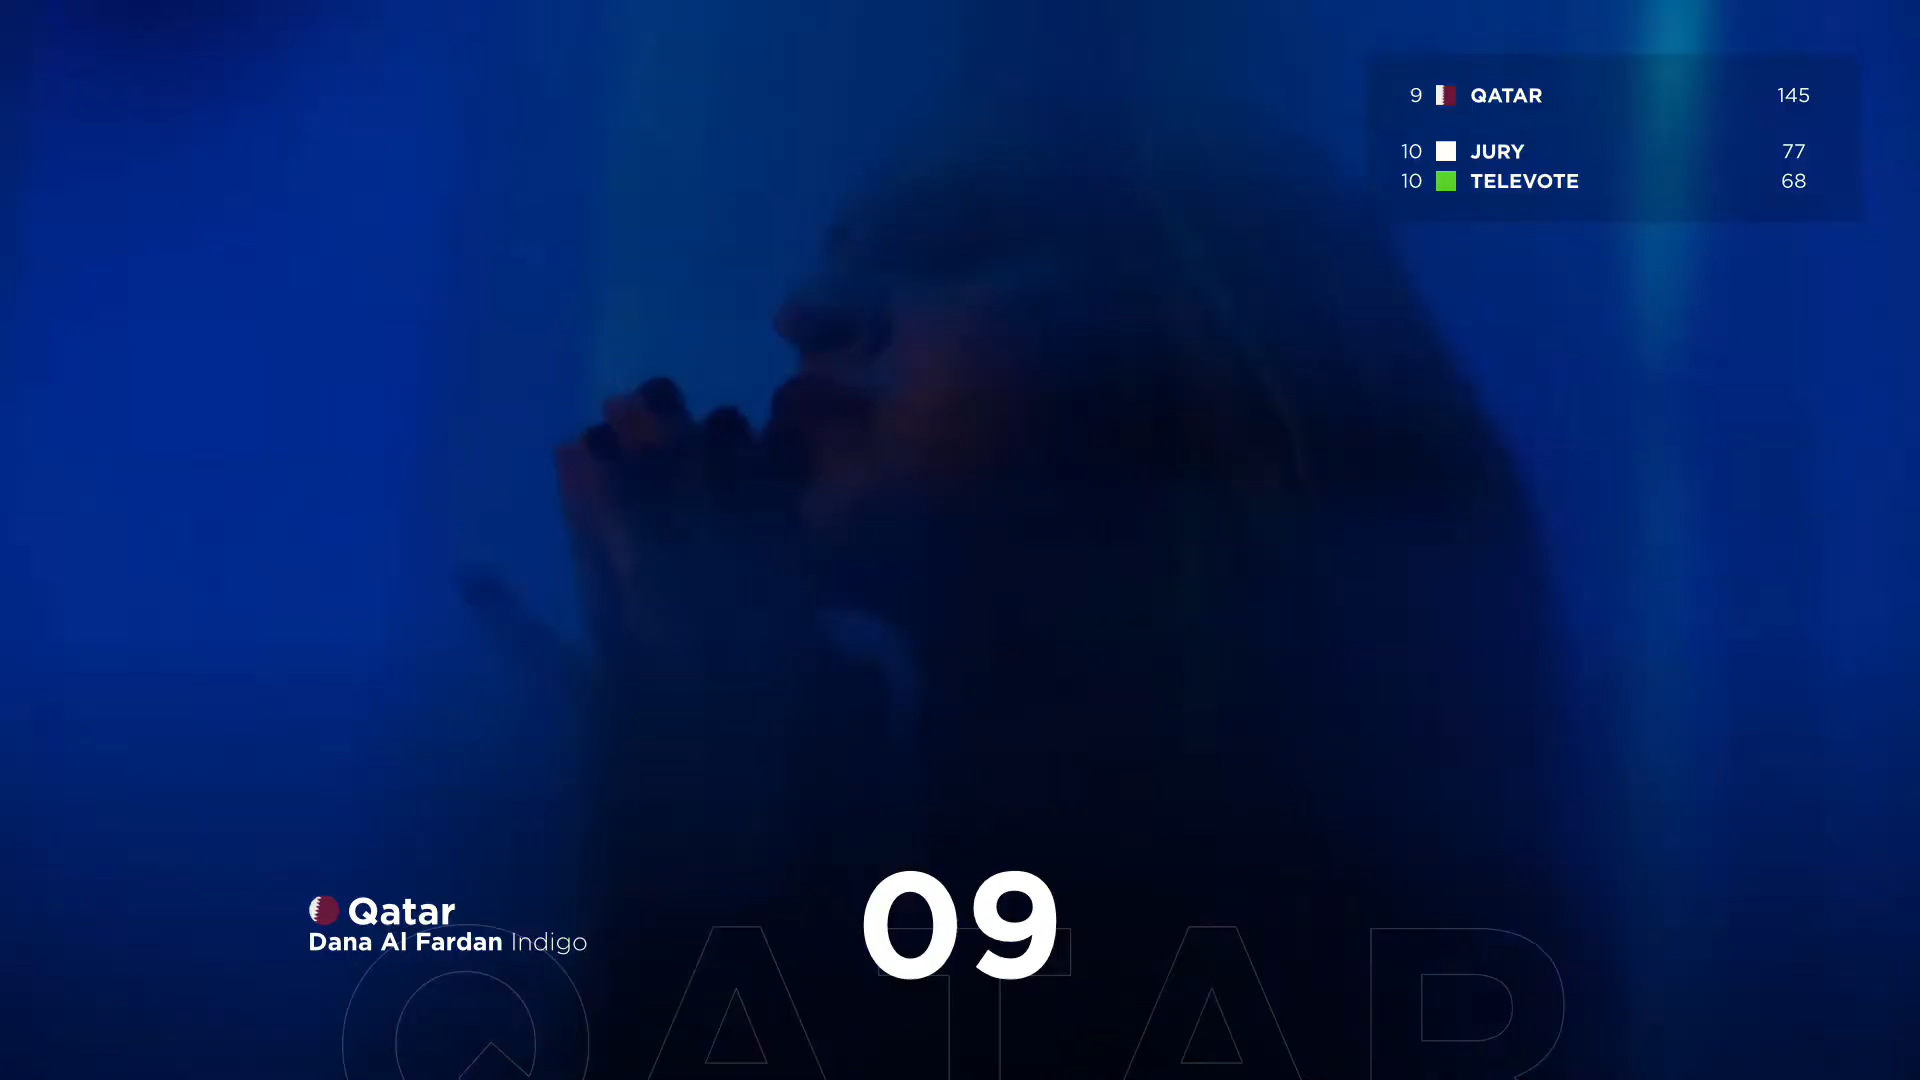 9 QATAR 145
10 JURY 77
10 TELEVOTE 68
Qatar
Dana Al Fardan Indigo
09
QATAR